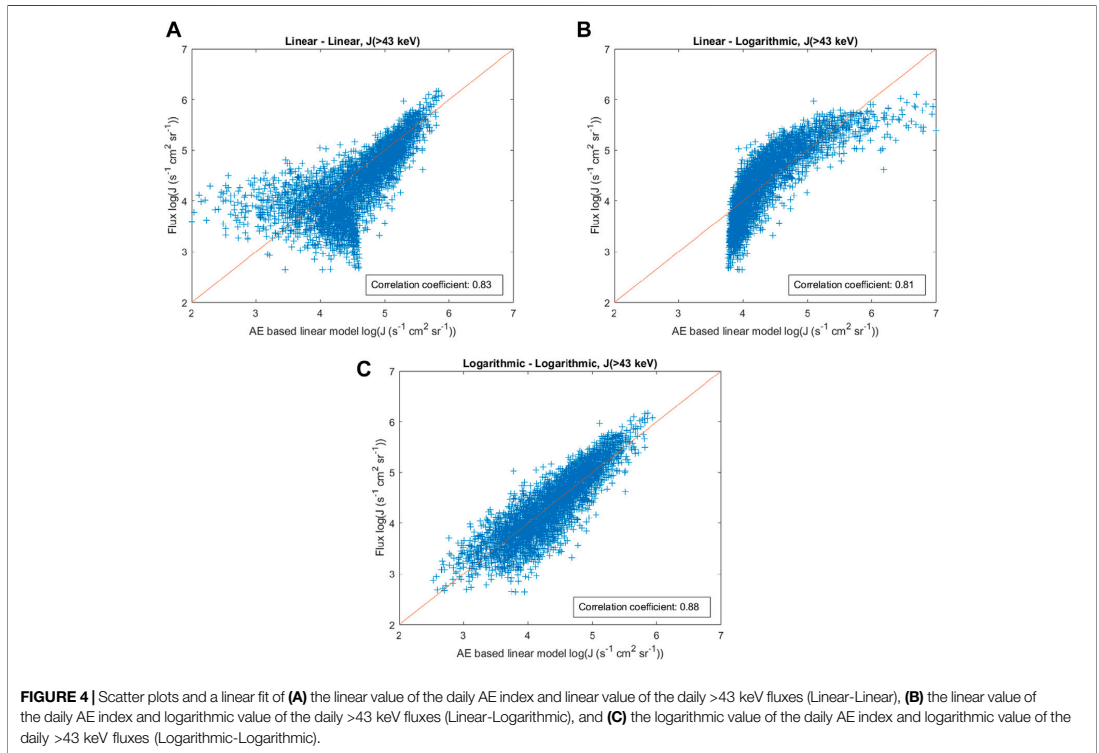 A
Linear - Linear, J(>43 keV)
7
6
5
4
3
2
Flux log(J (s⁻¹ cm² sr⁻¹))
Correlation coefficient: 0.83
2 3 4 5 6 7
AE based linear model log(J (s⁻¹ cm² sr⁻¹))
B
Linear - Logarithmic, J(>43 keV)
7
6
5
4
3
2
Flux log(J (s⁻¹ cm² sr⁻¹))
Correlation coefficient: 0.81
2 3 4 5 6 7
AE based linear model log(J (s⁻¹ cm² sr⁻¹))
C
Logarithmic - Logarithmic, J(>43 keV)
7
6
5
4
3
2
Flux log(J (s⁻¹ cm² sr⁻¹))
Correlation coefficient: 0.88
2 3 4 5 6 7
AE based linear model log(J (s⁻¹ cm² sr⁻¹))
FIGURE 4 | Scatter plots and a linear fit of (A) the linear value of the daily AE index and linear value of the daily >43 keV fluxes (Linear-Linear), (B) the linear value of
the daily AE index and logarithmic value of the daily >43 keV fluxes (Linear-Logarithmic), and (C) the logarithmic value of the daily AE index and logarithmic value of the
daily >43 keV fluxes (Logarithmic-Logarithmic).